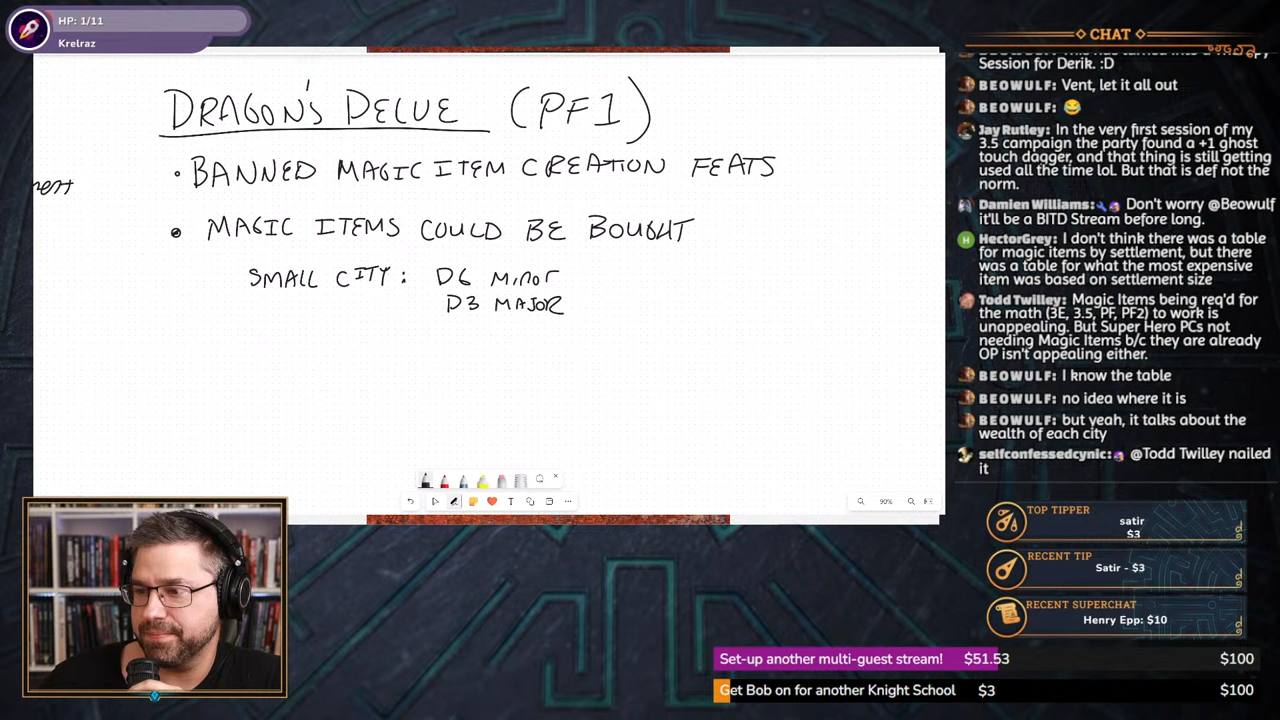 HP: 1/11
Krelraz
DRAGON'S DELVE (PF1)
• BANNED MAGIC ITEM CREATION FEATS
• MAGIC ITEMS COULD BE BOUGHT
SMALL CITY: D6 MINOR
D3 MAJOR
CHAT
Session for Derik. :D
BEOWULF: Vent, let it all out
BEOWULF: 😂
Jay Rutley: In the very first session of my
3.5 campaign the party found a +1 ghost
touch dagger, and that thing is still getting
used all the time lol. But that is def not the
norm.
Damien Williams: Don't worry @Beowulf
it'll be a BITD Stream before long.
H HectorGrey: I don't think there was a table
for magic items by settlement, but there
was a table for what the most expensive
item was based on settlement size
Todd Twilley: Magic Items being req'd for
the math (3E, 3.5, PF, PF2) to work is
unappealing. But Super Hero PCs not
needing Magic Items b/c they are already
OP isn't appealing either.
BEOWULF: I know the table
BEOWULF: no idea where it is
BEOWULF: but yeah, it talks about the
wealth of each city
selfconfessedcynic: @Todd Twilley nailed
it
T
90%
TOP TIPPER
satir
$3
RECENT TIP
Satir - $3
RECENT SUPERCHAT
Henry Epp: $10
Set-up another multi-guest stream! $51.53 $100
Get Bob on for another Knight School $3 $100